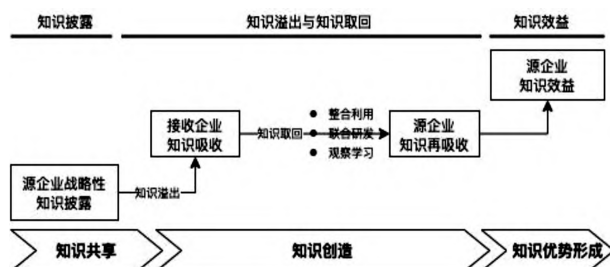 知识披露
知识溢出与知识取回
知识效益
源企业
知识效益
接收企业
知识吸收
知识取回
● 整合利用
● 联合研发
● 观察学习
源企业
知识再吸收
源企业战略性
知识披露
知识溢出
知识共享
知识创造
知识优势形成